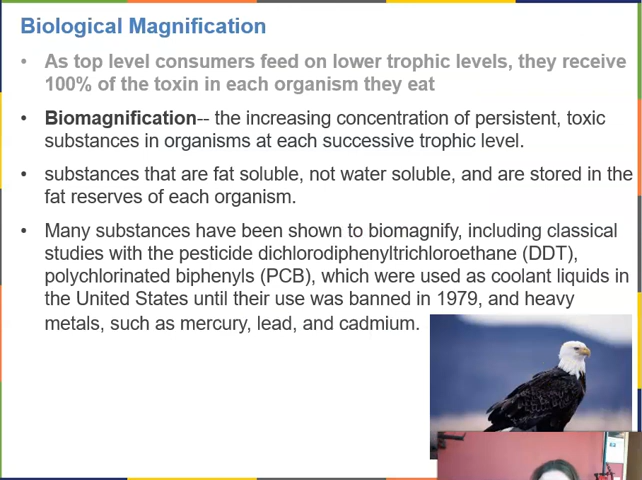 Biological Magnification
• As top level consumers feed on lower trophic levels, they receive
100% of the toxin in each organism they eat
• Biomagnification-- the increasing concentration of persistent, toxic
substances in organisms at each successive trophic level.
• substances that are fat soluble, not water soluble, and are stored in the
fat reserves of each organism.
• Many substances have been shown to biomagnify, including classical
studies with the pesticide dichlorodiphenyltrichloroethane (DDT),
polychlorinated biphenyls (PCB), which were used as coolant liquids in
the United States until their use was banned in 1979, and heavy
metals, such as mercury, lead, and cadmium.